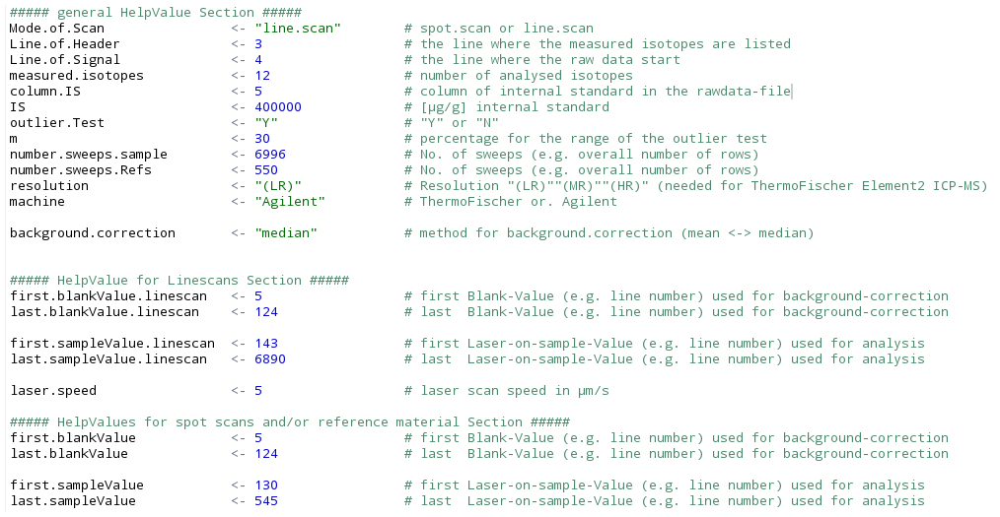 ##### general HelpValue Section #####
Mode.of.Scan <- "line.scan" # spot.scan or line.scan
Line.of.Header <- 3 # the line where the measured isotopes are listed
Line.of.Signal <- 4 # the line where the raw data start
measured.isotopes <- 12 # number of analysed isotopes
column.IS <- 5 # column of internal standard in the rawdata-file
IS <- 400000 # [µg/g] internal standard
outlier.Test <- "Y" # "Y" or "N"
m <- 30 # percentage for the range of the outlier test
number.sweeps.sample <- 6996 # No. of sweeps (e.g. overall number of rows)
number.sweeps.Refs <- 550 # No. of sweeps (e.g. overall number of rows)
resolution <- "(LR)" # Resolution "(LR)""(MR)""(HR)" (needed for ThermoFischer Element2 ICP-MS)
machine <- "Agilent" # ThermoFischer or. Agilent
background.correction <- "median" # method for background.correction (mean <-> median)
##### HelpValue for Linescans Section #####
first.blankValue.linescan <- 5 # first Blank-Value (e.g. line number) used for background-correction
last.blankValue.linescan <- 124 # last  Blank-Value (e.g. line number) used for background-correction
first.sampleValue.linescan <- 143 # first Laser-on-sample-Value (e.g. line number) used for analysis
last.sampleValue.linescan <- 6890 # last  Laser-on-sample-Value (e.g. line number) used for analysis
laser.speed <- 5 # laser scan speed in µm/s
##### HelpValues for spot scans and/or reference material Section #####
first.blankValue <- 5 # first Blank-Value (e.g. line number) used for background-correction
last.blankValue <- 124 # last  Blank-Value (e.g. line number) used for background-correction
first.sampleValue <- 130 # first Laser-on-sample-Value (e.g. line number) used for analysis
last.sampleValue <- 545 # last  Laser-on-sample-Value (e.g. line number) used for analysis